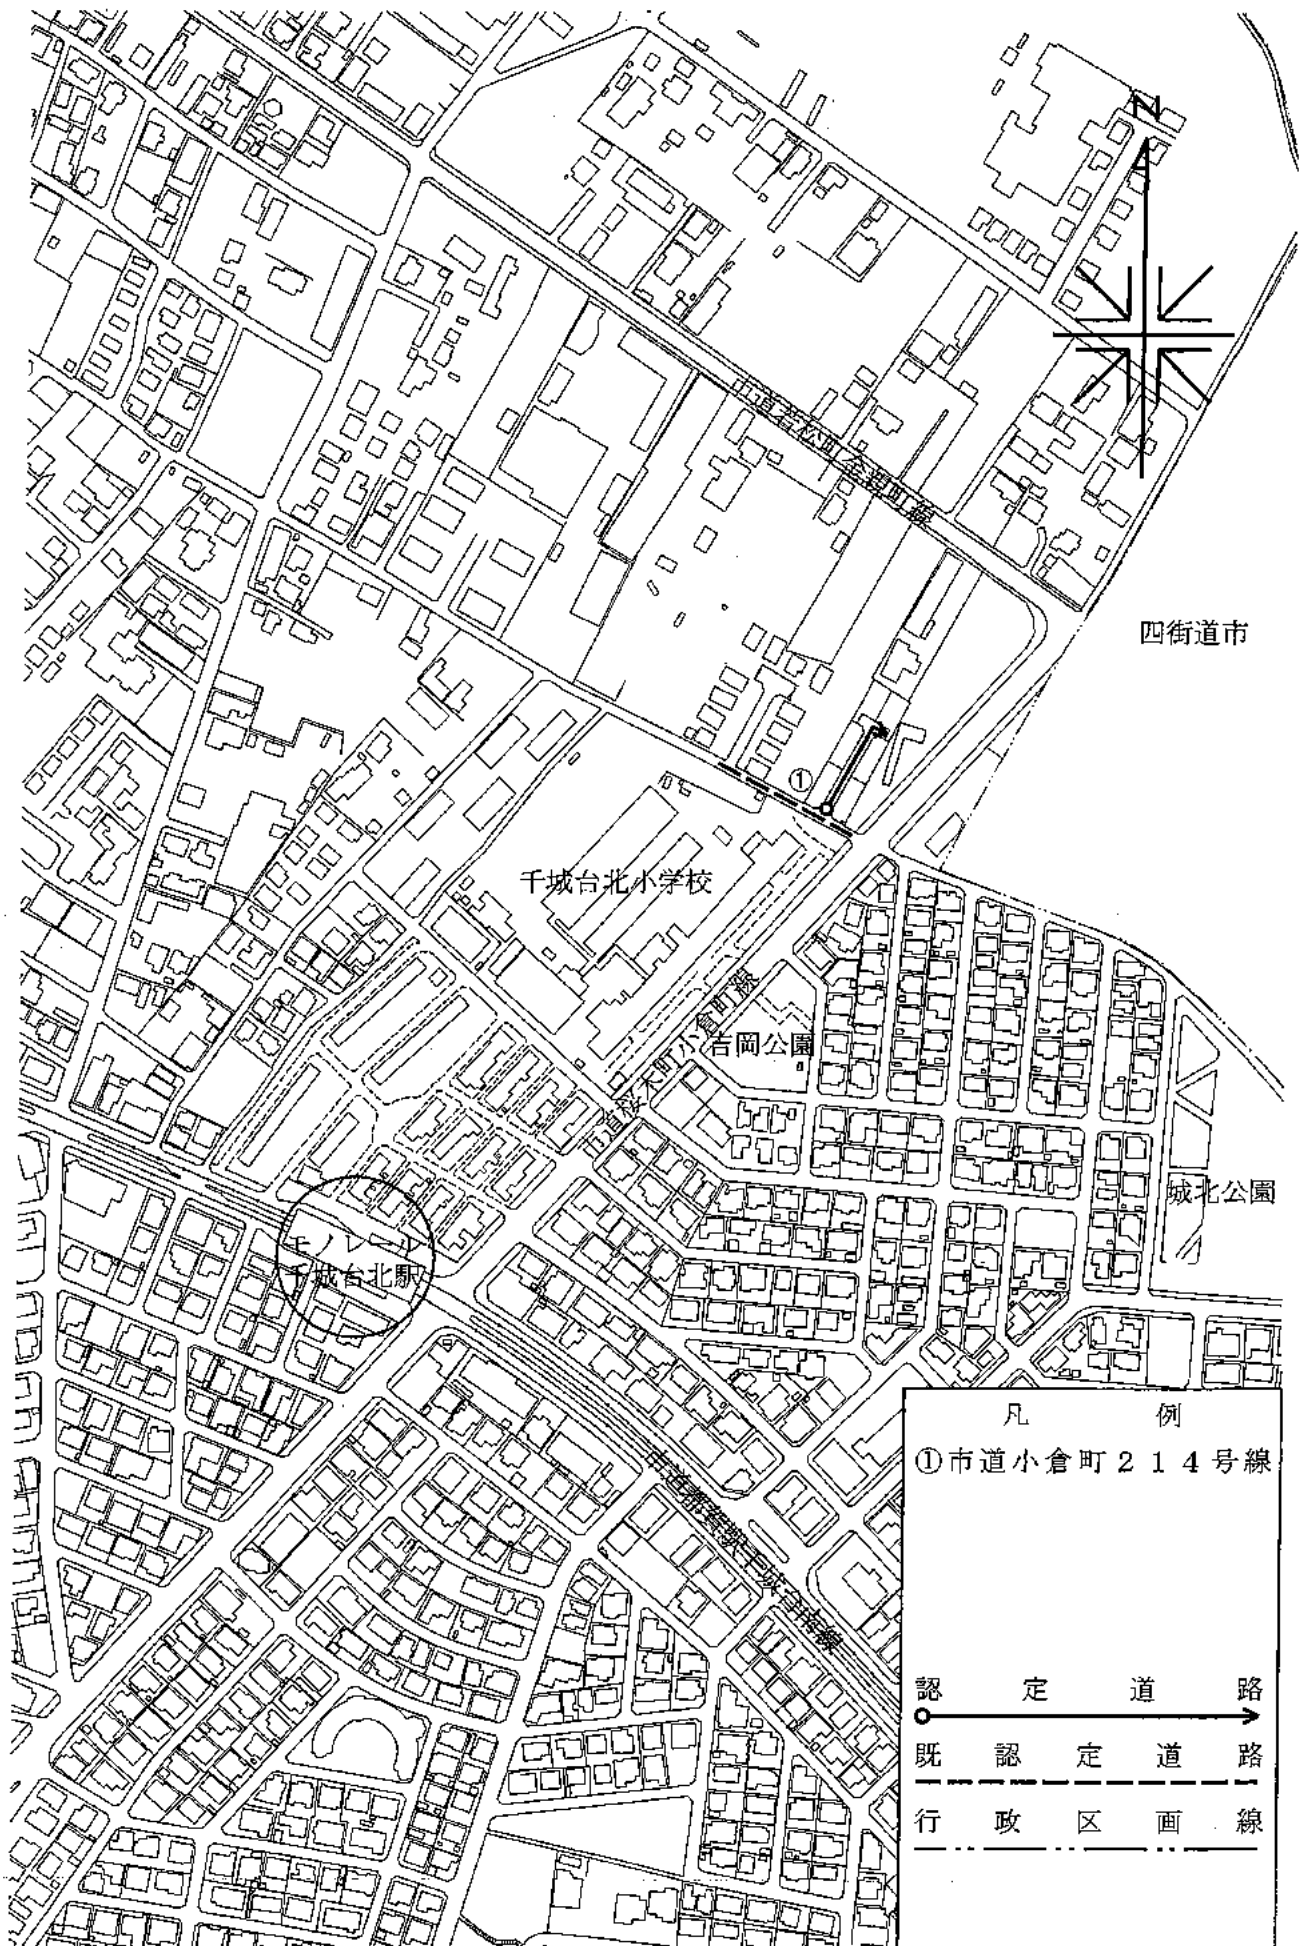 N
市道若松町金親町線
四街道市
①
千城台北小学校
市道桜木町小倉町線
吉岡公園
城北公園
モノレール
千城台北駅
市道都賀駅千城台南線
凡例
①市道小倉町214号線
認定道路
既認定道路
行政区画線